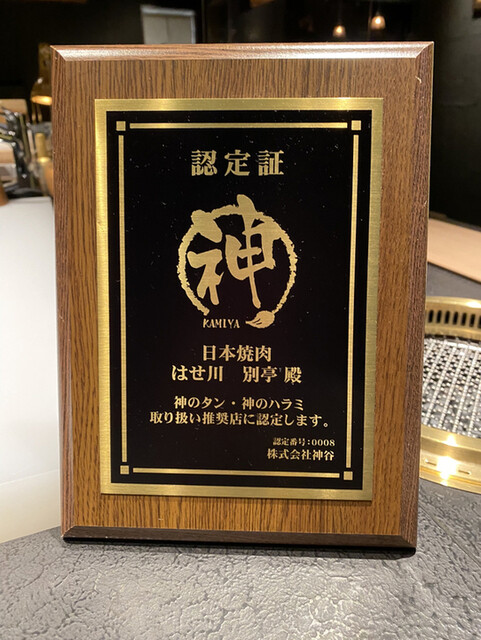 認定証
神
KAMIYA
日本焼肉
はせ川 別亭 殿
神のタン・神のハラミ
取り扱い推奨店に認定します。
認定番号:0008
株式会社神谷